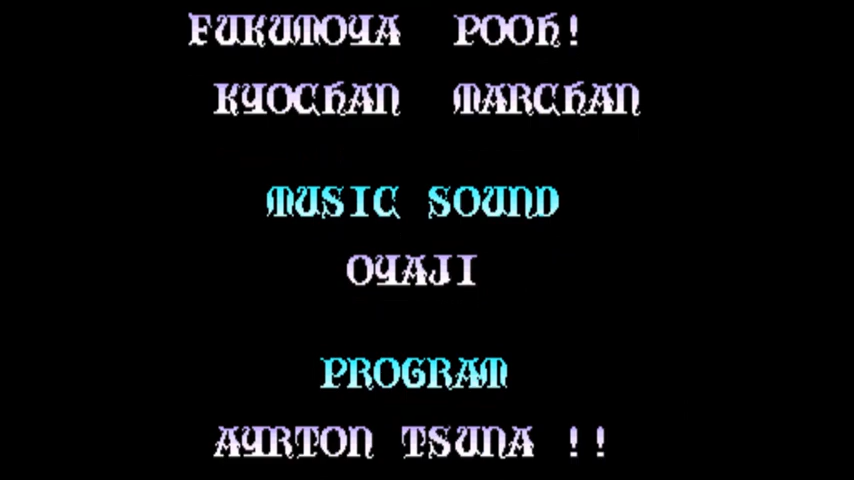 FUKUMOYA POOH!
KYOCHAN MARCHAN
MUSIC SOUND
OYAJI
PROGRAM
AYRTON TSUNA !!